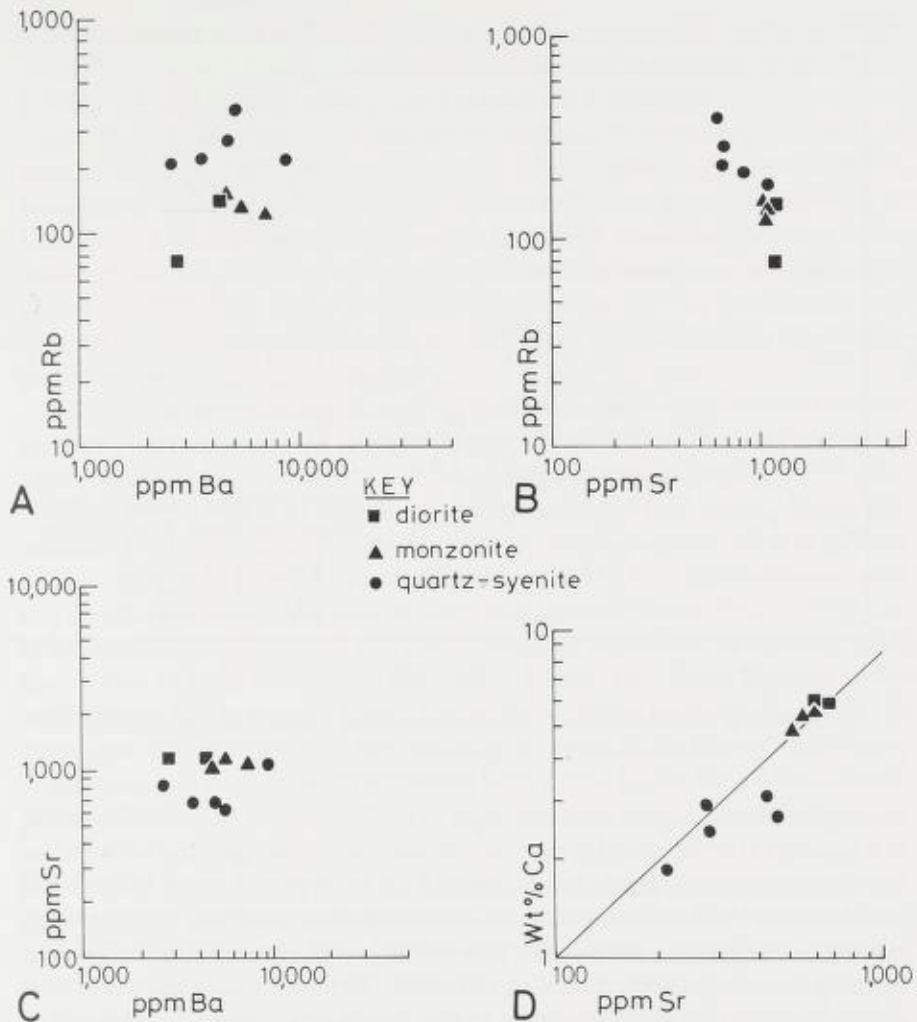 1,000
100
10
ppm Rb
1,000
10,000
ppm Ba
A
1,000
100
10
ppm Rb
100
1,000
ppm Sr
B
KEY
diorite
monzonite
quartz-syenite
10,000
1,000
100
ppm Sr
1,000
10,000
ppm Ba
C
10
1
Wt% Ca
100
1,000
ppm Sr
D